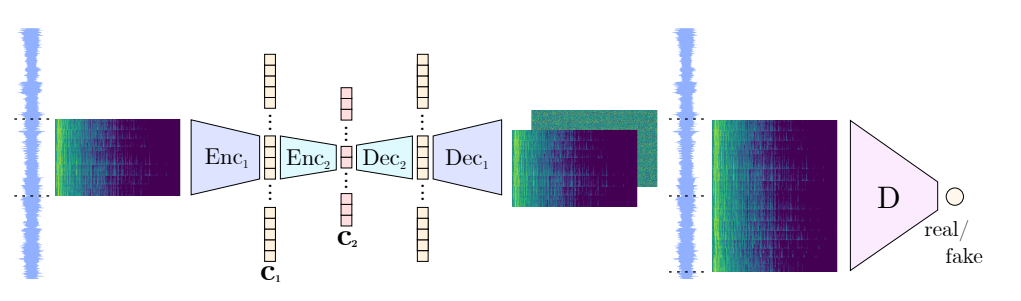 Enc₁
Enc₂
Dec₂
Dec₁
c₁
c₂
D
real/
fake